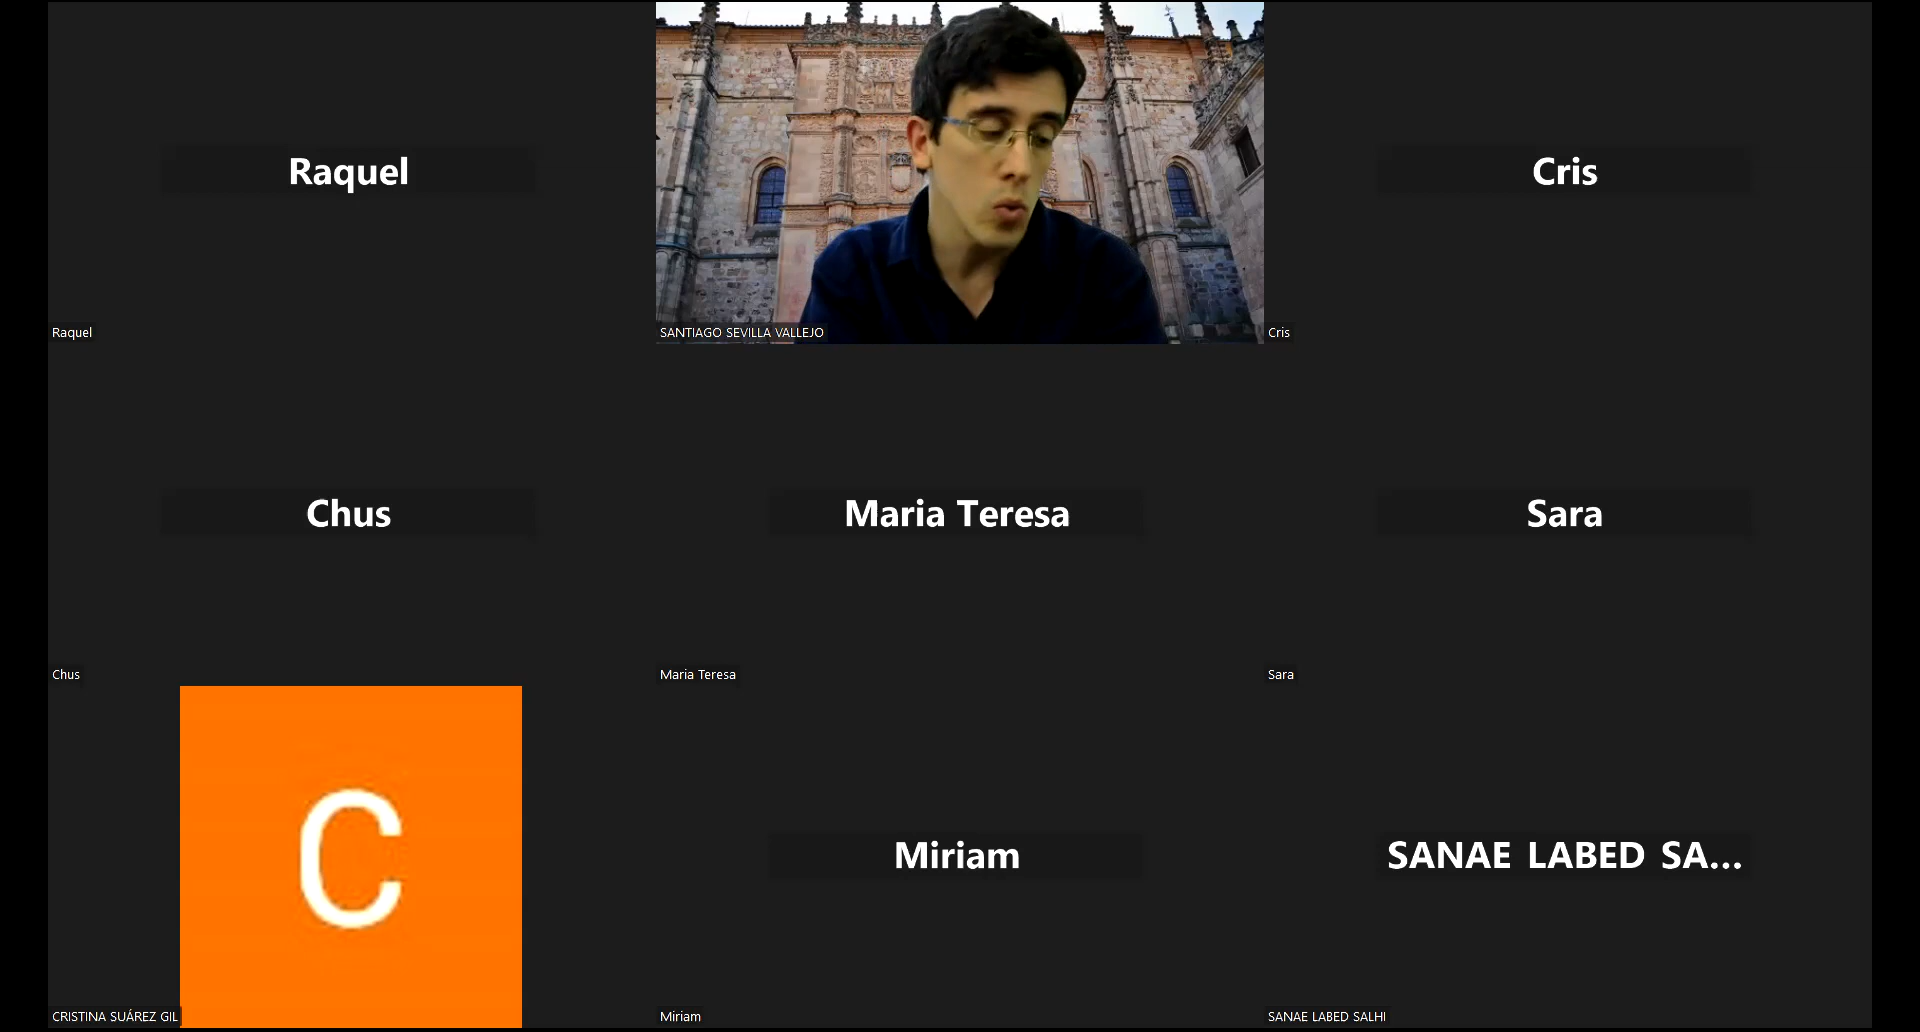 Raquel
Raquel
SANTIAGO SEVILLA VALLEJO
Cris
Cris
Chus
Chus
Maria Teresa
Maria Teresa
Sara
Sara
C
CRISTINA SUÁREZ GIL
Miriam
Miriam
SANAE LABED SA...
SANAE LABED SALHI